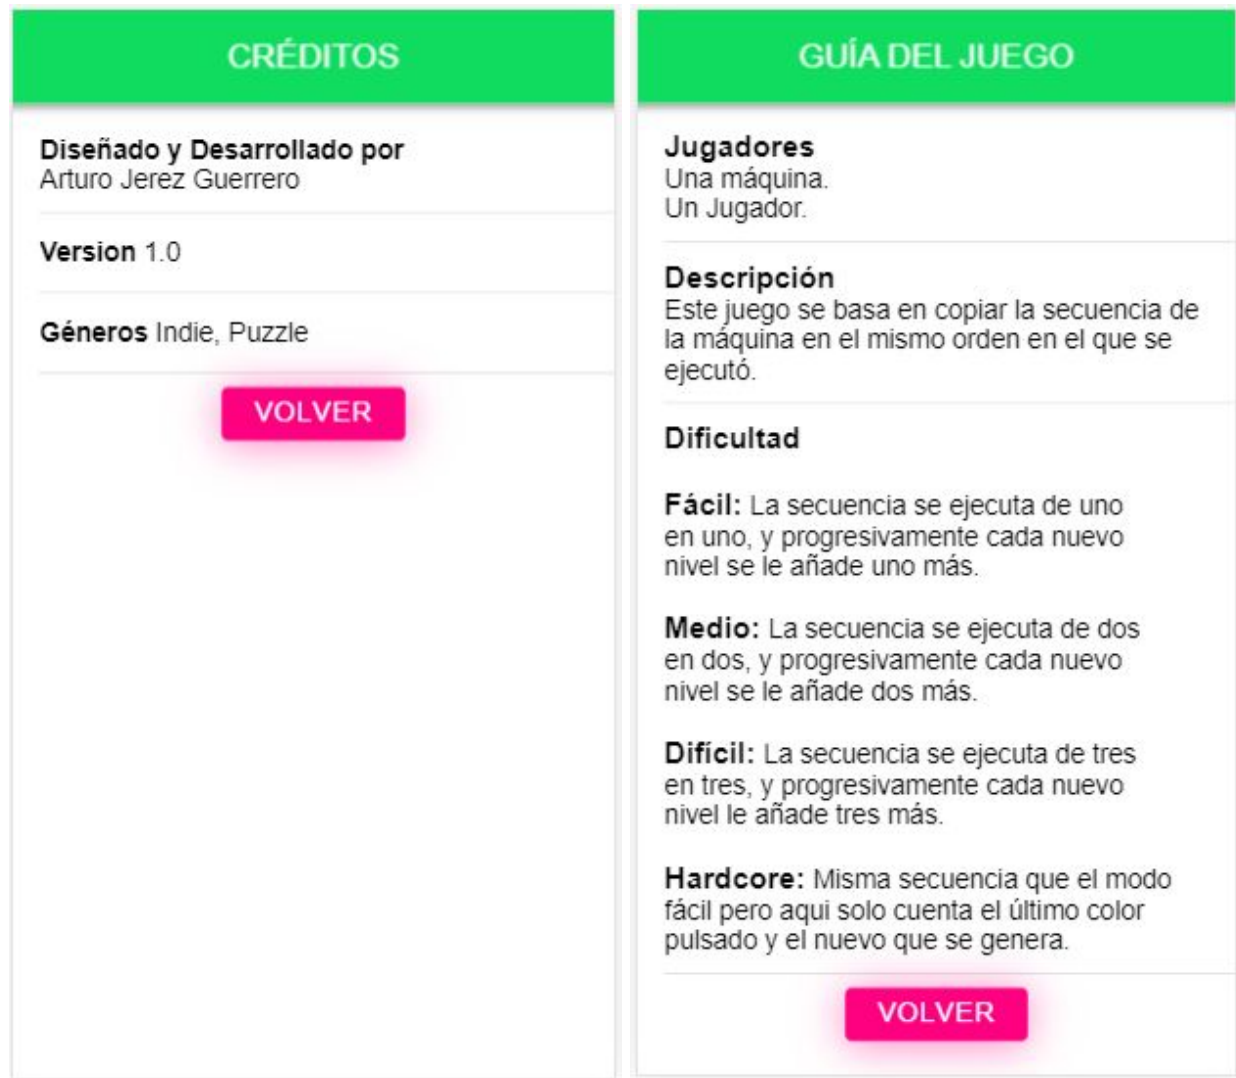 CRÉDITOS
Diseñado y Desarrollado por
Arturo Jerez Guerrero
Version 1.0
Géneros Indie, Puzzle
VOLVER
GUÍA DEL JUEGO
Jugadores
Una máquina.
Un Jugador.
Descripción
Este juego se basa en copiar la secuencia de
la máquina en el mismo orden en el que se
ejecutó.
Dificultad
Fácil: La secuencia se ejecuta de uno
en uno, y progresivamente cada nuevo
nivel se le añade uno más.
Medio: La secuencia se ejecuta de dos
en dos, y progresivamente cada nuevo
nivel se le añade dos más.
Difícil: La secuencia se ejecuta de tres
en tres, y progresivamente cada nuevo
nivel le añade tres más.
Hardcore: Misma secuencia que el modo
fácil pero aqui solo cuenta el último color
pulsado y el nuevo que se genera.
VOLVER